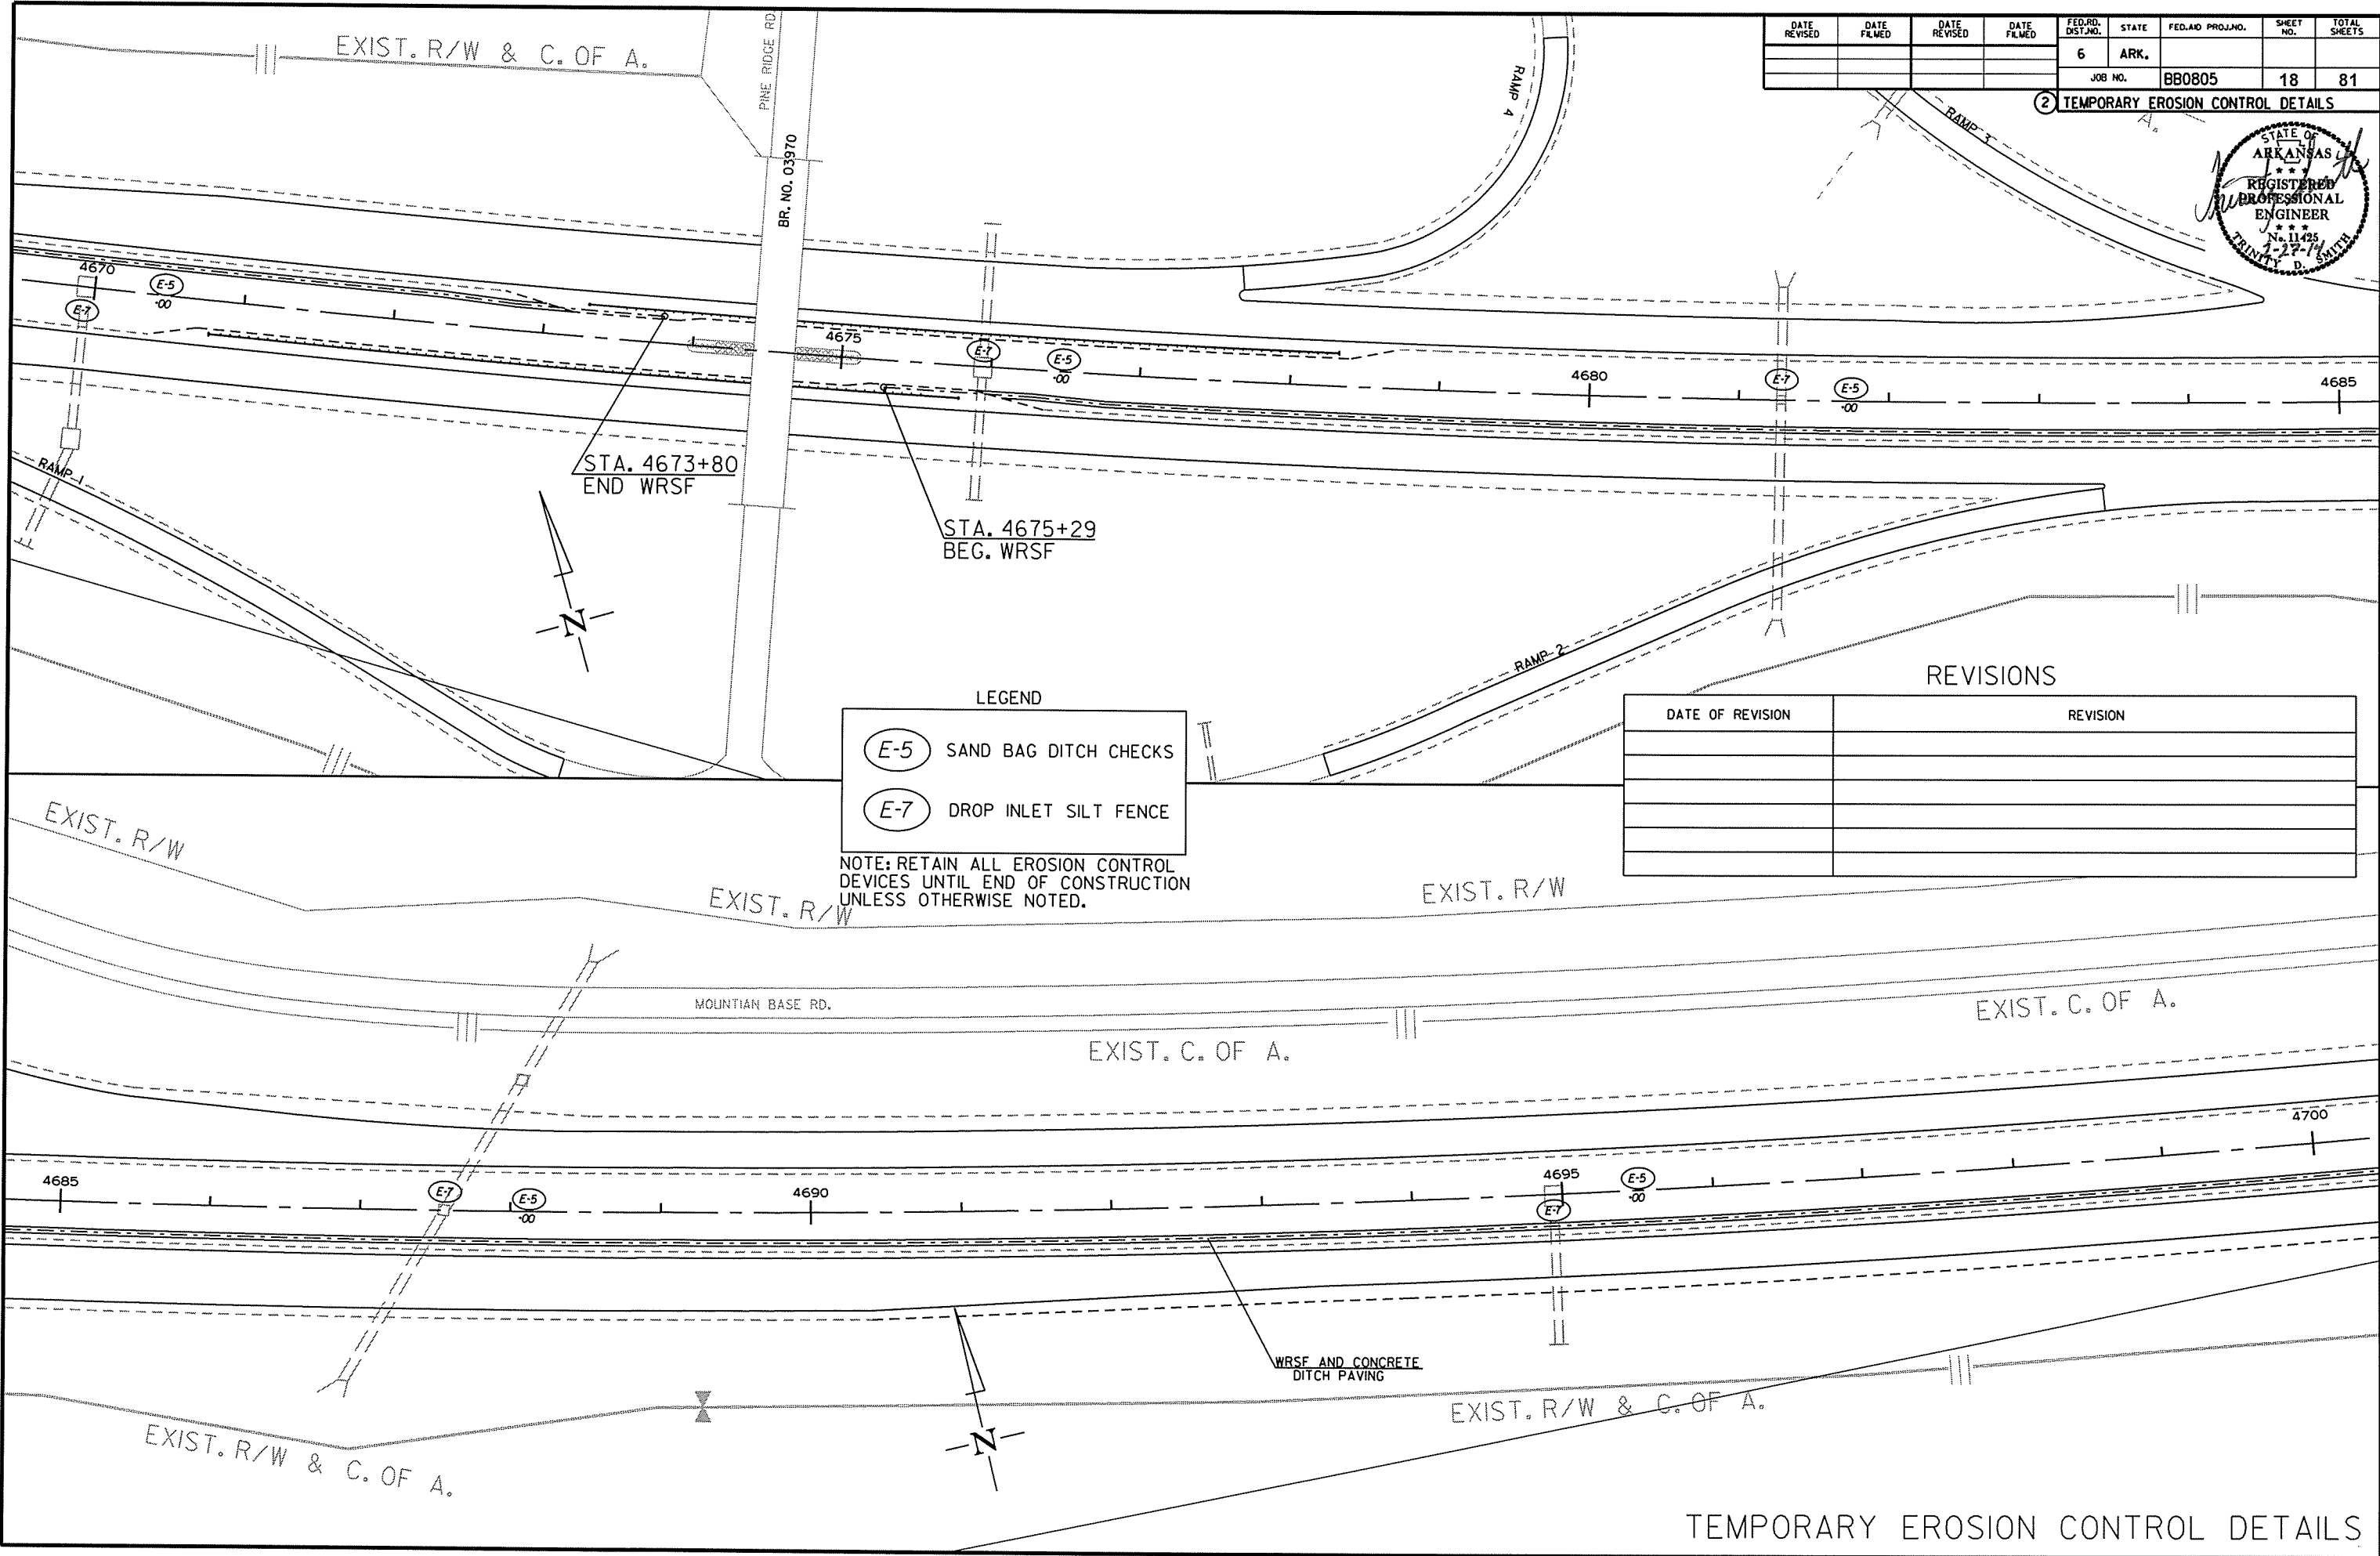 DATE REVISED
DATE FILMED
DATE REVISED
DATE FILMED
FED.RD. DIST.NO.
STATE
FED.AID PROJ.NO.
SHEET NO.
TOTAL SHEETS
6
ARK.
JOB NO.
BB0805
18
81
2 TEMPORARY EROSION CONTROL DETAILS
STATE OF
ARKANSAS
REGISTERED
PROFESSIONAL
ENGINEER
No. 11425
TRINITY D. SMITH
EXIST. R/W & C. OF A.
PINE RIDGE RD.
BR. NO. 03970
RAMP 4
RAMP 3
A.
4670
E-5
-00
E-7
4675
E-7
E-5
-00
4680
E-7
E-5
-00
4685
RAMP 1
STA. 4673+80
END WRSF
STA. 4675+29
BEG. WRSF
N
RAMP 2
LEGEND
E-5 SAND BAG DITCH CHECKS
E-7 DROP INLET SILT FENCE
NOTE: RETAIN ALL EROSION CONTROL
DEVICES UNTIL END OF CONSTRUCTION
UNLESS OTHERWISE NOTED.
REVISIONS
DATE OF REVISION
REVISION
EXIST. R/W
EXIST. R/W
EXIST. R/W
MOUNTIAN BASE RD.
EXIST. C. OF A.
EXIST. C. OF A.
4685
E-7
E-5
-00
4690
4695
E-7
E-5
-00
4700
WRSF AND CONCRETE
DITCH PAVING
N
EXIST. R/W & C. OF A.
EXIST. R/W & C. OF A.
TEMPORARY EROSION CONTROL DETAILS